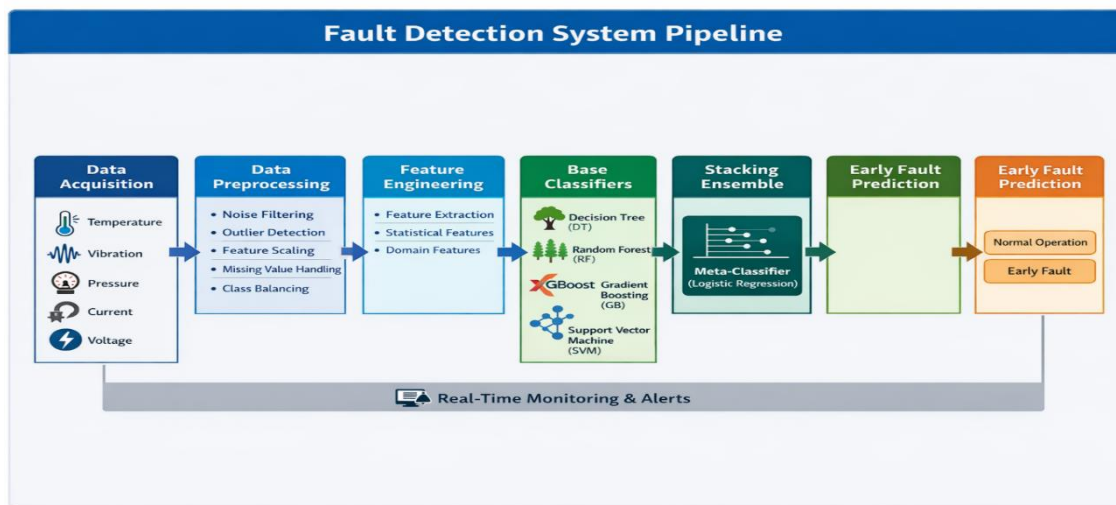 Fault Detection System Pipeline
Data
Acquisition
Temperature
Vibration
Pressure
Current
Voltage
Data
Preprocessing
• Noise Filtering
• Outlier Detection
• Feature Scaling
• Missing Value Handling
• Class Balancing
Feature
Engineering
• Feature Extraction
• Statistical Features
• Domain Features
Base
Classifiers
Decision Tree
(DT)
Random Forest
(RF)
XGBoost Gradient
Boosting
(GB)
Support Vector
Machine
(SVM)
Stacking
Ensemble
Meta-Classifier
(Logistic Regression)
Early Fault
Prediction
Early Fault
Prediction
Normal Operation
Early Fault
Real-Time Monitoring & Alerts